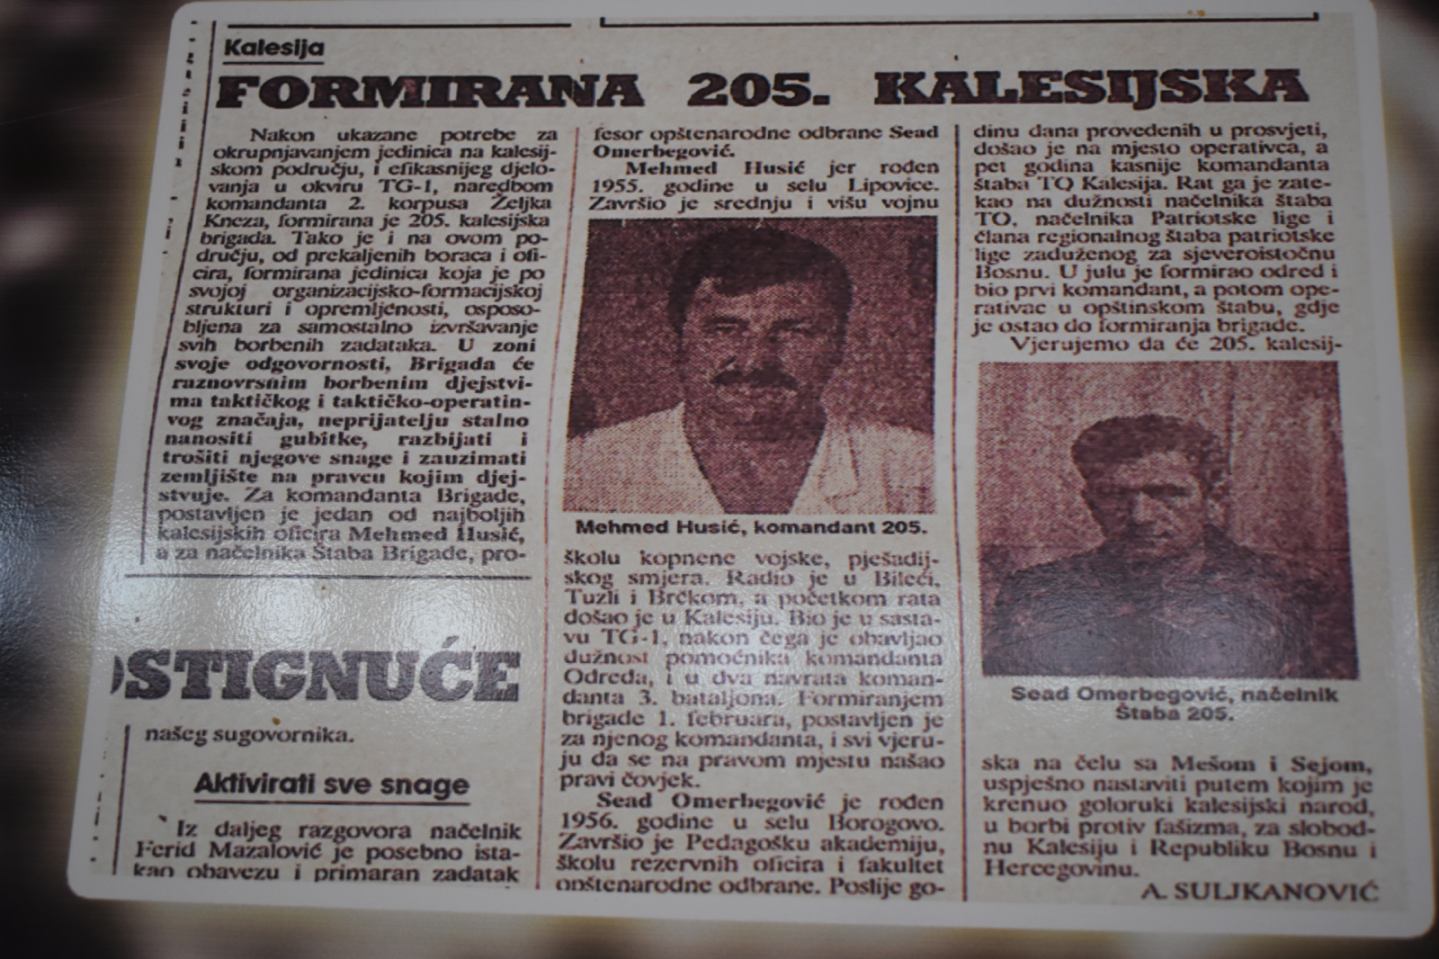 Kalesija
FORMIRANA 205. KALESIJSKA
Nakon ukazane potrebe za
okrupnjavanjem jedinica na kalesij-
skom području, i efikasnijeg djelo-
vanja u okviru TG-1, naredbom
komandanta 2. korpusa Željka
Kneza, formirana je 205. kalesijska
brigada. Tako je i na ovom po-
dručju, od prekaljenih boraca i ofi-
cira, formirana jedinica koja je po
svojoj organizacijsko-formacijskoj
strukturi i opremljenosti, osposo-
bljena za samostalno izvršavanje
svih borbenih zadataka. U zoni
svoje odgovornosti, Brigada će
raznovrsnim borbenim djejstvi-
ma taktičkog i taktičko-operatin-
vog značaja, neprijatelju stalno
nanositi gubitke, razbijati i
trošiti njegove snage i zauzimati
zemljište na pravcu kojim djej-
stvuje. Za komandanta Brigade,
postavljen je jedan od najboljih
kalesijskih oficira Mehmed Husić,
a za načelnika Štaba Brigade, pro-
fesor opštenarodne odbrane Sead
Omerbegović.
Mehmed Husić jer rođen
1955. godine u selu Lipovice.
Završio je srednju i višu vojnu
Mehmed Husić, komandant 205.
školu kopnene vojske, pješadij-
skog smjera. Radio je u Bileći,
Tuzli i Brčkom, a početkom rata
došao je u Kalesiju. Bio je u sasta-
vu TG-1, nakon čega je obavljao
dužnost pomoćnika komandanta
Odreda, i u dva navrata koman-
danta 3. bataljona. Formiranjem
brigade 1. februara, postavljen je
za njenog komandanta, i svi vjeru-
ju da se na pravom mjestu našao
pravi čovjek.
Sead Omerbegović je rođen
1956. godine u selu Borogovo.
Završio je Pedagošku akademiju,
školu rezervnih oficira i fakultet
opštenarodne odbrane. Poslije go-
dinu dana provedenih u prosvjeti,
došao je na mjesto operativca, a
pet godina kasnije komandanta
štaba TO Kalesija. Rat ga je zate-
kao na dužnosti načelnika štaba
TO, načelnika Patriotske lige i
člana regionalnog štaba patriotske
lige zaduženog za sjeveroistočnu
Bosnu. U julu je formirao odred i
bio prvi komandant, a potom ope-
rativac u opštinskom štabu, gdje
je ostao do formiranja brigade.
Vjerujemo da će 205. kalesij-
Sead Omerbegović, načelnik
Štaba 205.
ska na čelu sa Mešom i Sejom,
uspješno nastaviti putem kojim je
krenuo goloruki kalesijski narod,
u borbi protiv fašizma, za slobod-
nu Kalesiju i Republiku Bosnu i
Hercegovinu.
A. SULJKANOVIĆ
OSTIGNUĆE
našeg sugovornika.
Aktivirati sve snage
Iz daljeg razgovora načelnik
Ferid Mazalović je posebno ista-
kao obavezu i primaran zadatak